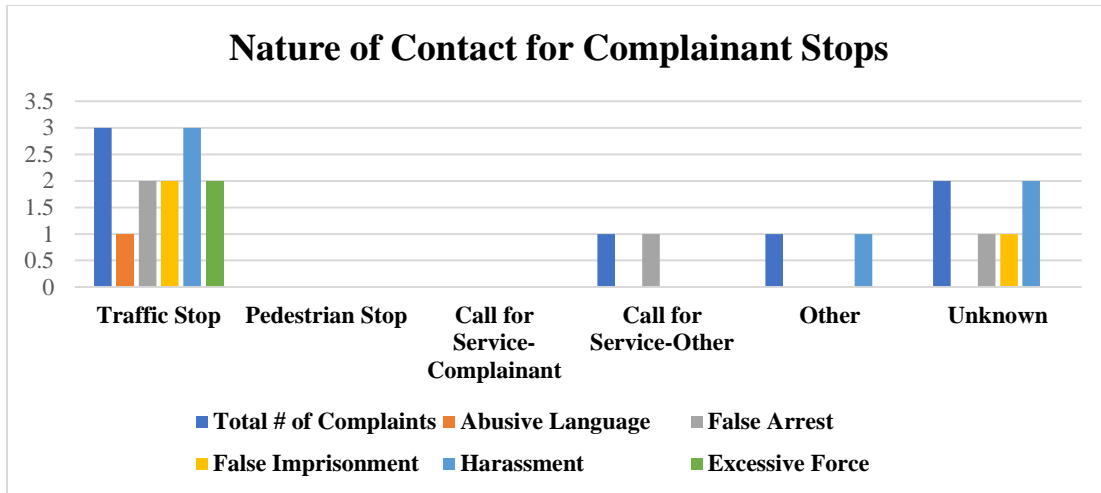 Nature of Contact for Complainant Stops
3.5
3
2.5
2
1.5
1
0.5
0
Traffic Stop
Pedestrian Stop
Call for
Service-
Complainant
Call for
Service-Other
Other
Unknown
Total # of Complaints
Abusive Language
False Arrest
False Imprisonment
Harassment
Excessive Force